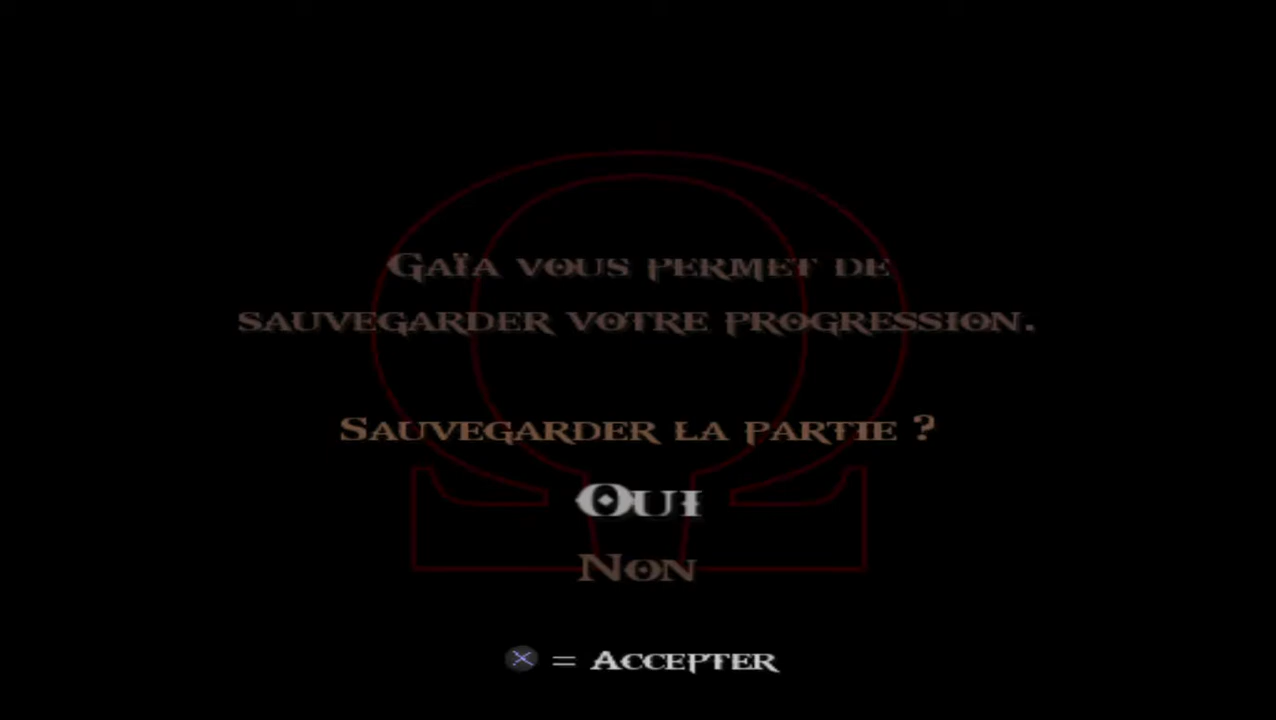 Gaïa vous permet de
sauvegarder votre progression.
Sauvegarder la partie ?
Oui
Non
= Accepter